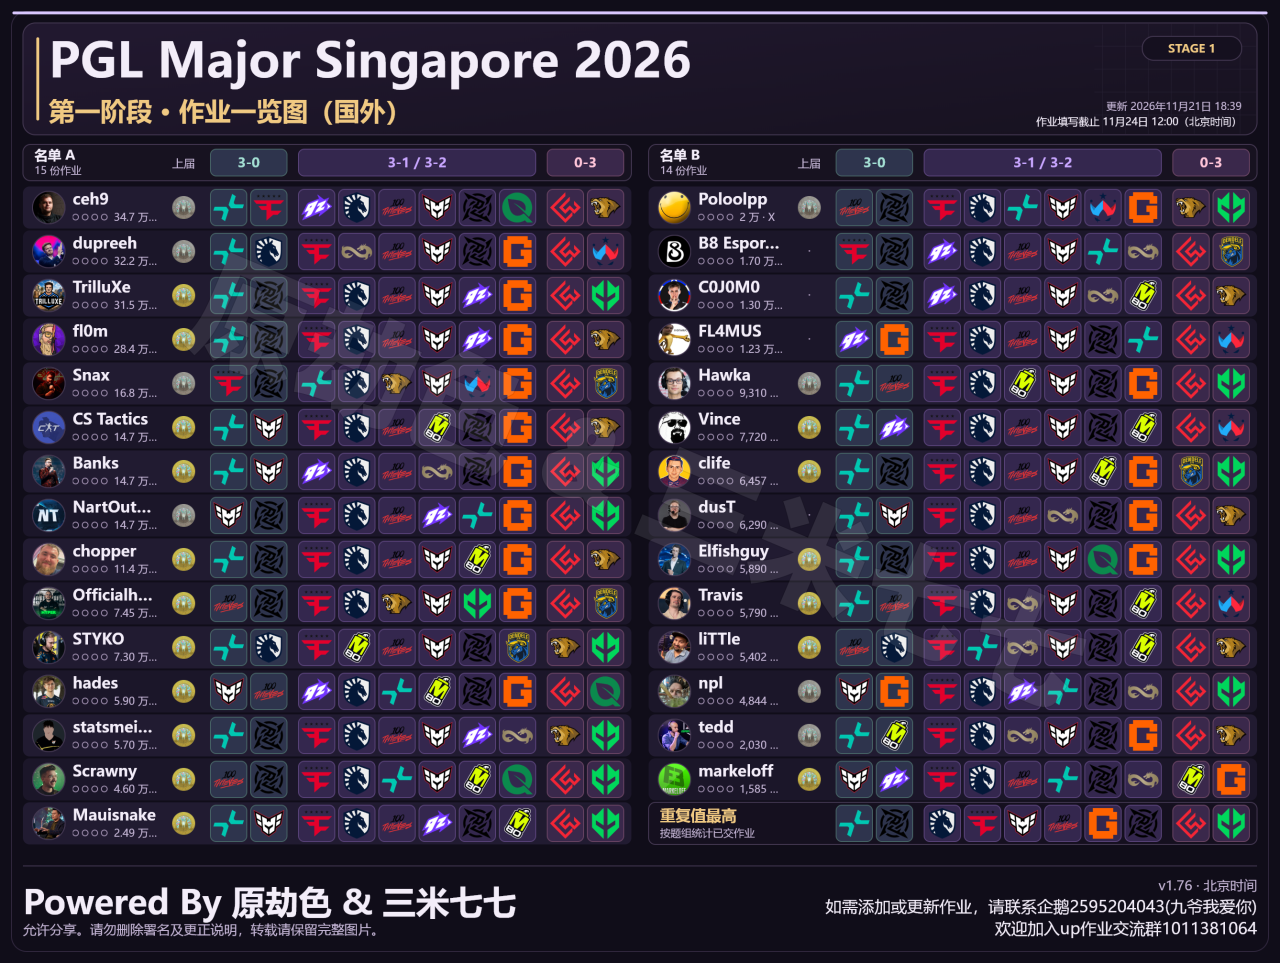 PGL Major Singapore 2026
STAGE 1
第一阶段・作业一览图（国外）
更新 2026年11月21日 18:39
作业填写截止 11月24日 12:00（北京时间）
名单 A
15 份作业
上届
3-0
3-1 / 3-2
0-3
ceh9
34.7 万...
dupreeh
32.2 万...
TrilluXe
31.5 万...
fl0m
28.4 万...
Snax
16.8 万...
CS Tactics
14.7 万...
Banks
14.7 万...
NartOut...
14.7 万...
chopper
11.4 万...
Officialh...
7.45 万...
STYKO
7.30 万...
hades
5.90 万...
statsmei...
5.70 万...
Scrawny
4.60 万...
Mauisnake
2.49 万...
名单 B
14 份作业
上届
3-0
3-1 / 3-2
0-3
Poloolpp
2 万 · X
B8 Espor...
1.70 万...
C0J0M0
1.30 万...
FL4MUS
1.23 万...
Hawka
9,310 ...
Vince
7,720 ...
clife
6,457 ...
dusT
6,290 ...
Elfishguy
5,890 ...
Travis
5,790 ...
liTTle
5,402 ...
npl
4,844 ...
tedd
2,030 ...
markeloff
1,585 ...
重复值最高
按题组统计已交作业
Powered By 原劫色 & 三米七七
允许分享。请勿删除署名及更正说明，转载请保留完整图片。
v1.76 · 北京时间
如需添加或更新作业，请联系企鹅2595204043(九爷我爱你)
欢迎加入up作业交流群1011381064